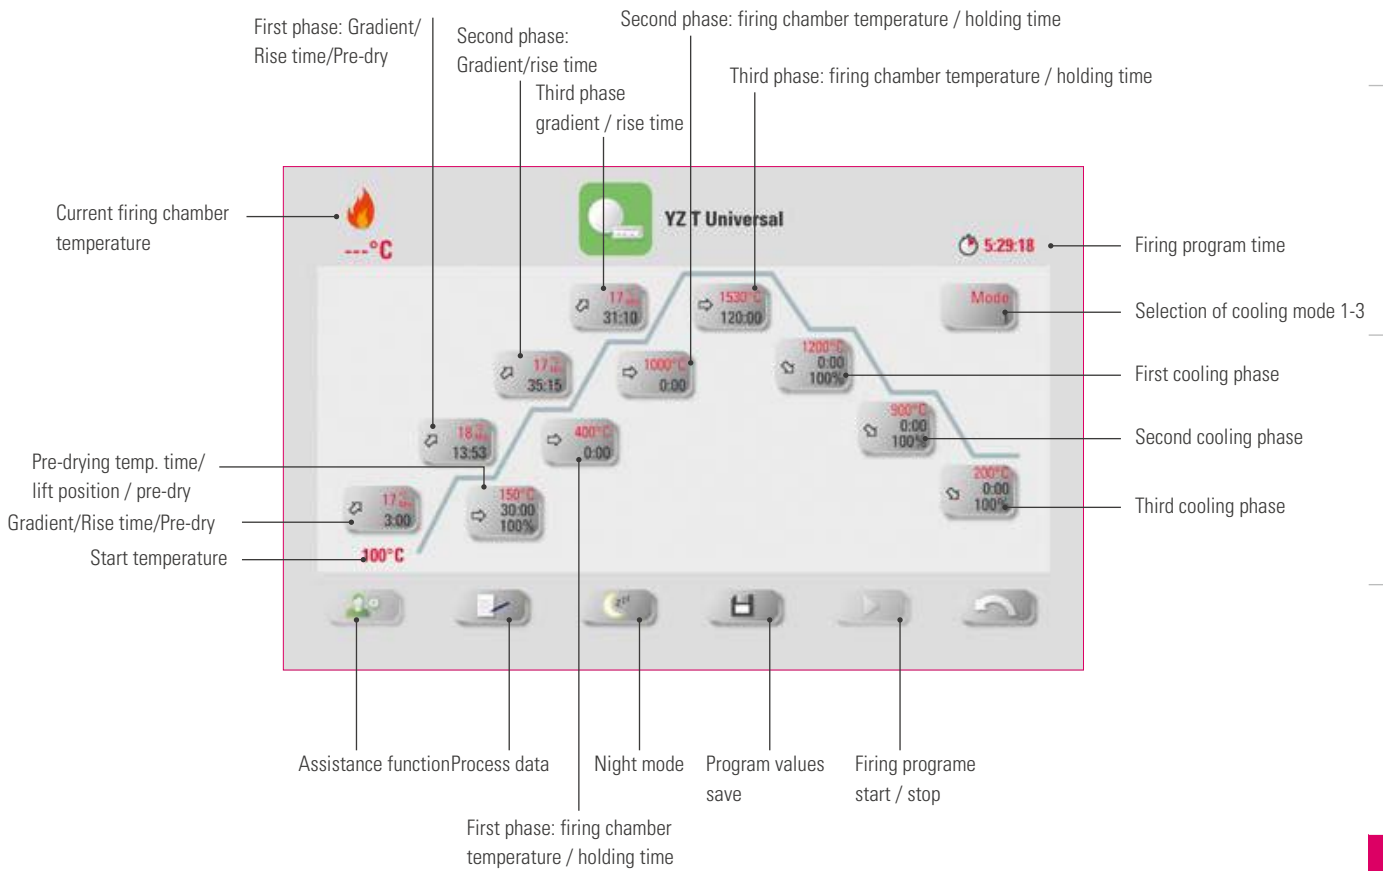 First phase: Gradient/
Rise time/Pre-dry
Second phase:
Gradient/rise time
Second phase: firing chamber temperature / holding time
Third phase: firing chamber temperature / holding time
Third phase
gradient / rise time
Current firing chamber
temperature
---°C
YZ T Universal
5:29:18
Firing program time
17
31:10
1530°C
120:00
Mode
1
Selection of cooling mode 1-3
17
35:15
1000°C
0:00
1200°C
0:00
100%
First cooling phase
18
13:53
400°C
0:00
900°C
0:00
100%
Second cooling phase
Pre-drying temp. time/
lift position / pre-dry
Gradient/Rise time/Pre-dry
17
3:00
150°C
30:00
100%
200°C
0:00
100%
Third cooling phase
Start temperature
100°C
Assistance function
Process data
Night mode
Program values
save
Firing programe
start / stop
First phase: firing chamber
temperature / holding time